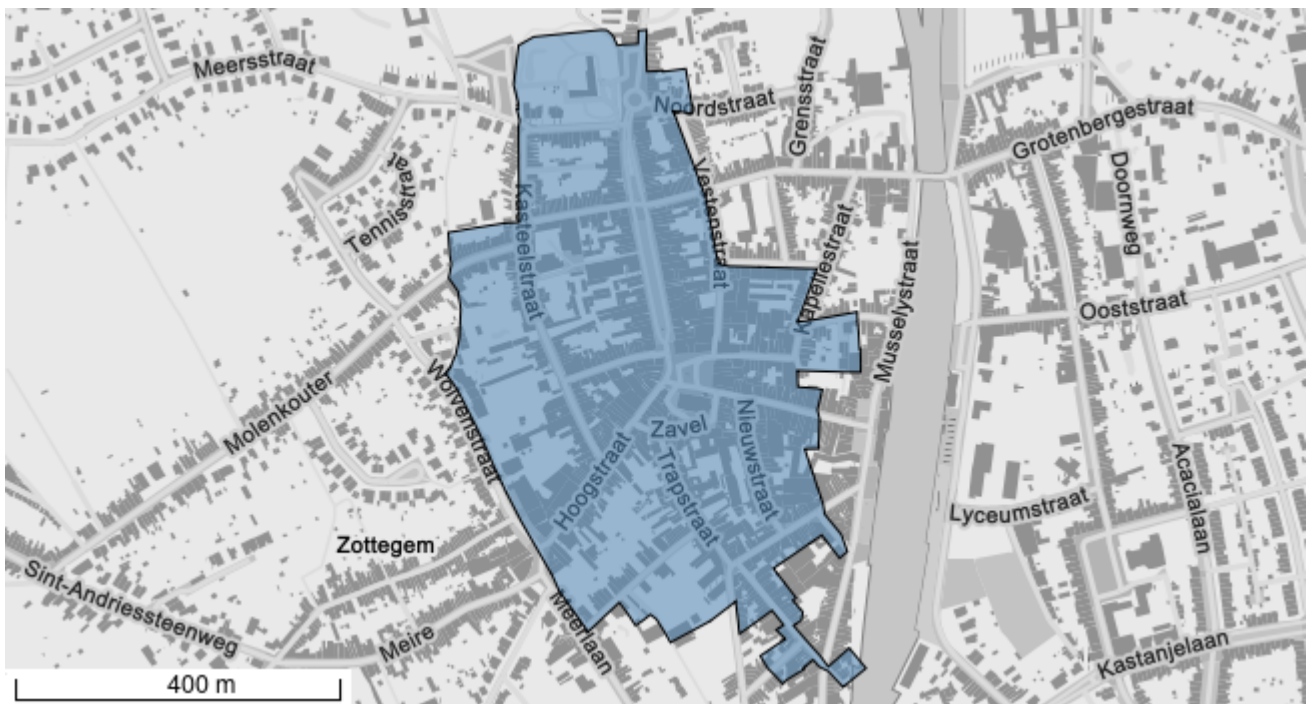 Meersstraat
Noordstraat
Grensstraat
Grotenbergestraat
Doornweg
Tennisstraat
Kasteelstraat
Vestenstraat
Kapellestraat
Musselystraat
Ooststraat
Molenkouter
Wolvenstraat
Zavel
Nieuwstraat
Hoogstraat
Trapstraat
Acacialaan
Lyceumstraat
Zottegem
Sint-Andriessteenweg
Meire
Meerlaan
Kastanjelaan
400 m